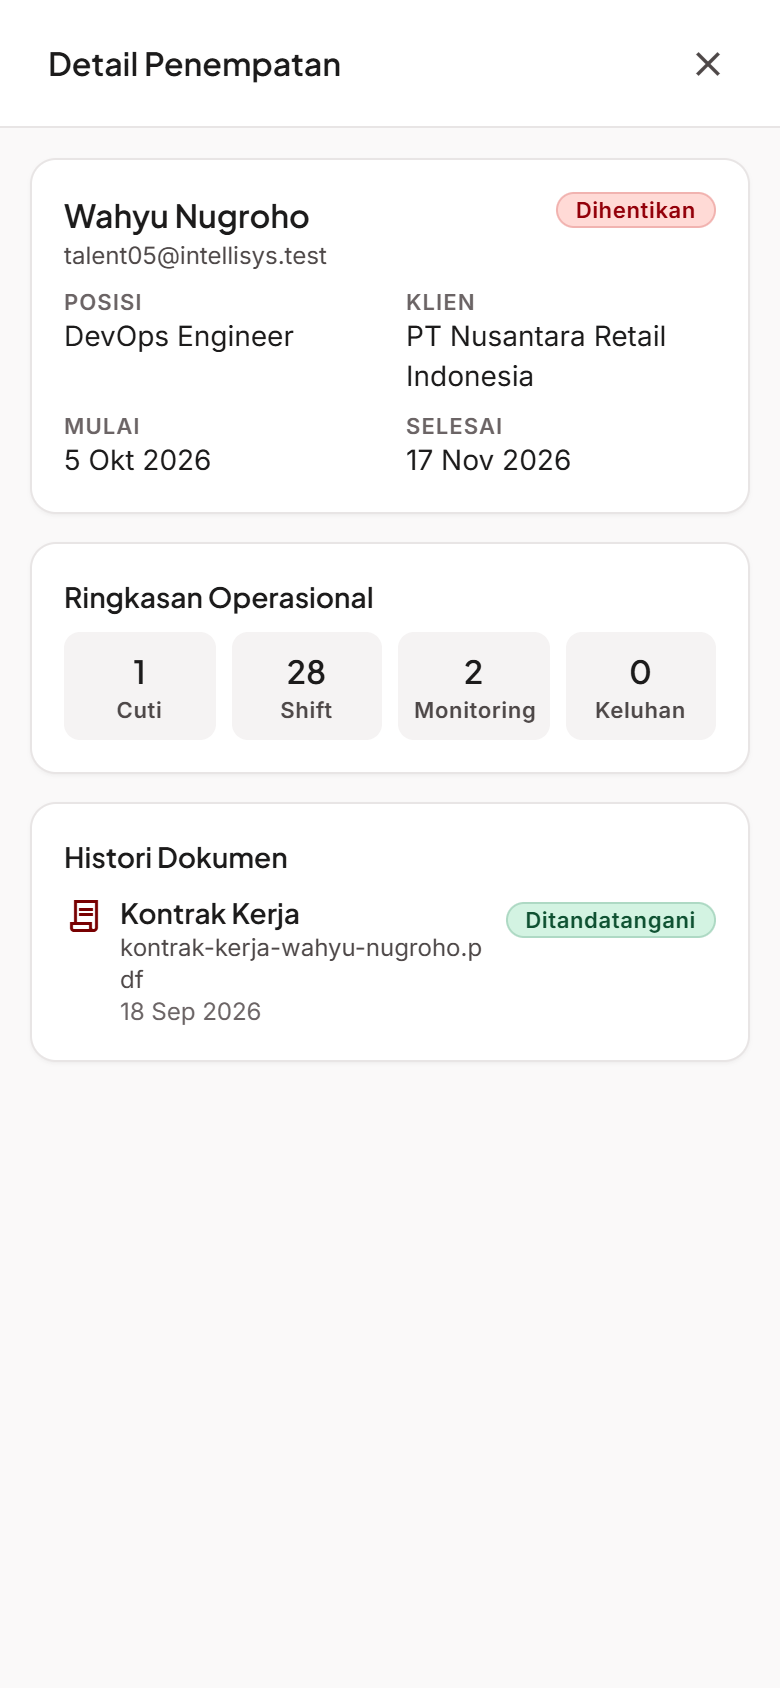 Detail Penempatan
Wahyu Nugroho
Dihentikan
talent05@intellisys.test
POSISI
KLIEN
DevOps Engineer
PT Nusantara Retail
Indonesia
MULAI
SELESAI
5 Okt 2026
17 Nov 2026
Ringkasan Operasional
1
28
2
0
Cuti
Shift
Monitoring
Keluhan
Histori Dokumen
Kontrak Kerja
Ditandatangani
kontrak-kerja-wahyu-nugroho.p
df
18 Sep 2026